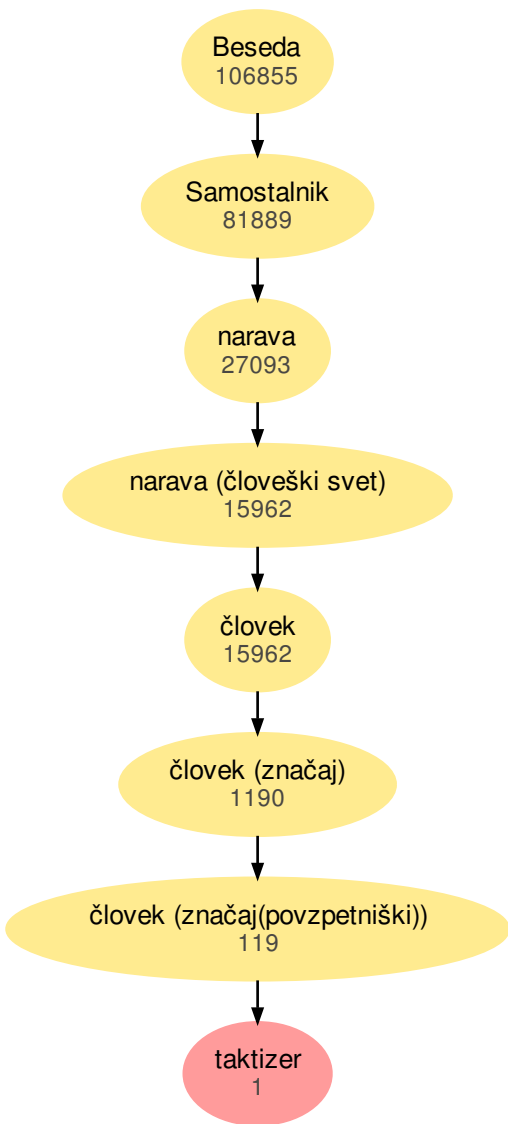 Beseda
106855
Samostalnik
81889
narava
27093
narava (človeški svet)
15962
človek
15962
človek (značaj)
1190
človek (značaj(povzpetniški))
119
taktizer
1